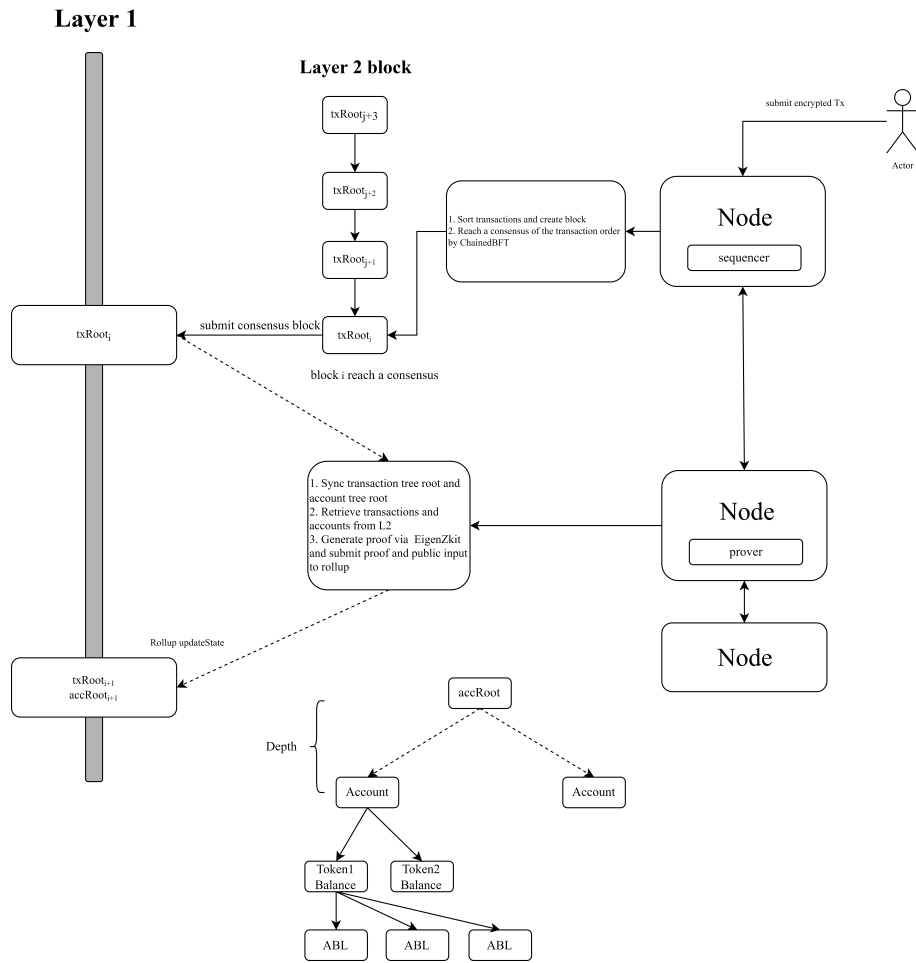 Layer 1
Layer 2 block
txRootj+3
submit encrypted Tx
Actor
txRootj+2
1. Sort transactions and create block
2. Reach a consensus of the transaction order
by ChainedBFT
Node
sequencer
txRootj+1
txRooti
submit consensus block
txRooti
block i reach a consensus
1. Sync transaction tree root and
account tree root
2. Retrieve transactions and
accounts from L2
3. Generate proof via EigenZkit
and submit proof and public input
to rollup
Node
prover
Rollup updateState
Node
txRooti+1
accRooti+1
accRoot
Depth
Account
Account
Token1
Balance
Token2
Balance
ABL
ABL
ABL